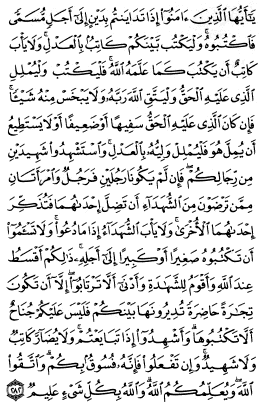 يَٰٓأَيُّهَا ٱلَّذِينَ ءَامَنُوٓا۟ إِذَا تَدَايَنتُم بِدَيْنٍ إِلَىٰٓ أَجَلٍ مُّسَمًّى
فَٱكْتُبُوهُ ۚ وَلْيَكْتُب بَّيْنَكُمْ كَاتِبٌۢ بِٱلْعَدْلِ ۚ وَلَا يَأْبَ
كَاتِبٌ أَن يَكْتُبَ كَمَا عَلَّمَهُ ٱللَّهُ ۚ فَلْيَكْتُبْ وَلْيُمْلِلِ
ٱلَّذِى عَلَيْهِ ٱلْحَقُّ وَلْيَتَّقِ ٱللَّهَ رَبَّهُۥ وَلَا يَبْخَسْ مِنْهُ شَيْـًٔا ۚ
فَإِن كَانَ ٱلَّذِى عَلَيْهِ ٱلْحَقُّ سَفِيهًا أَوْ ضَعِيفًا أَوْ لَا يَسْتَطِيعُ
أَن يُمِلَّ هُوَ فَلْيُمْلِلْ وَلِيُّهُۥ بِٱلْعَدْلِ ۚ وَٱسْتَشْهِدُوا۟ شَهِيدَيْنِ
مِن رِّجَالِكُمْ ۖ فَإِن لَّمْ يَكُونَا رَجُلَيْنِ فَرَجُلٌ وَٱمْرَأَتَانِ
مِمَّن تَرْضَوْنَ مِنَ ٱلشُّهَدَآءِ أَن تَضِلَّ إِحْدَىٰهُمَا فَتُذَكِّرَ
إِحْدَىٰهُمَا ٱلْأُخْرَىٰ ۚ وَلَا يَأْبَ ٱلشُّهَدَآءُ إِذَا مَا دُعُوا۟ ۚ وَلَا تَسْـَٔمُوٓا۟
أَن تَكْتُبُوهُ صَغِيرًا أَوْ كَبِيرًا إِلَىٰٓ أَجَلِهِۦ ۚ ذَٰلِكُمْ أَقْسَطُ
عِندَ ٱللَّهِ وَأَقْوَمُ لِلشَّهَٰدَةِ وَأَدْنَىٰٓ أَلَّا تَرْتَابُوٓا۟ ۖ إِلَّآ أَن تَكُونَ
تِجَٰرَةً حَاضِرَةً تُدِيرُونَهَا بَيْنَكُمْ فَلَيْسَ عَلَيْكُمْ جُنَاحٌ
أَلَّا تَكْتُبُوهَا ۗ وَأَشْهِدُوٓا۟ إِذَا تَبَايَعْتُمْ ۚ وَلَا يُضَآرَّ كَاتِبٌ
وَلَا شَهِيدٌ ۚ وَإِن تَفْعَلُوا۟ فَإِنَّهُۥ فُسُوقٌۢ بِكُمْ ۗ وَٱتَّقُوا۟
ٱللَّهَ ۖ وَيُعَلِّمُكُمُ ٱللَّهُ ۗ وَٱللَّهُ بِكُلِّ شَىْءٍ عَلِيمٌ ٢٨٢